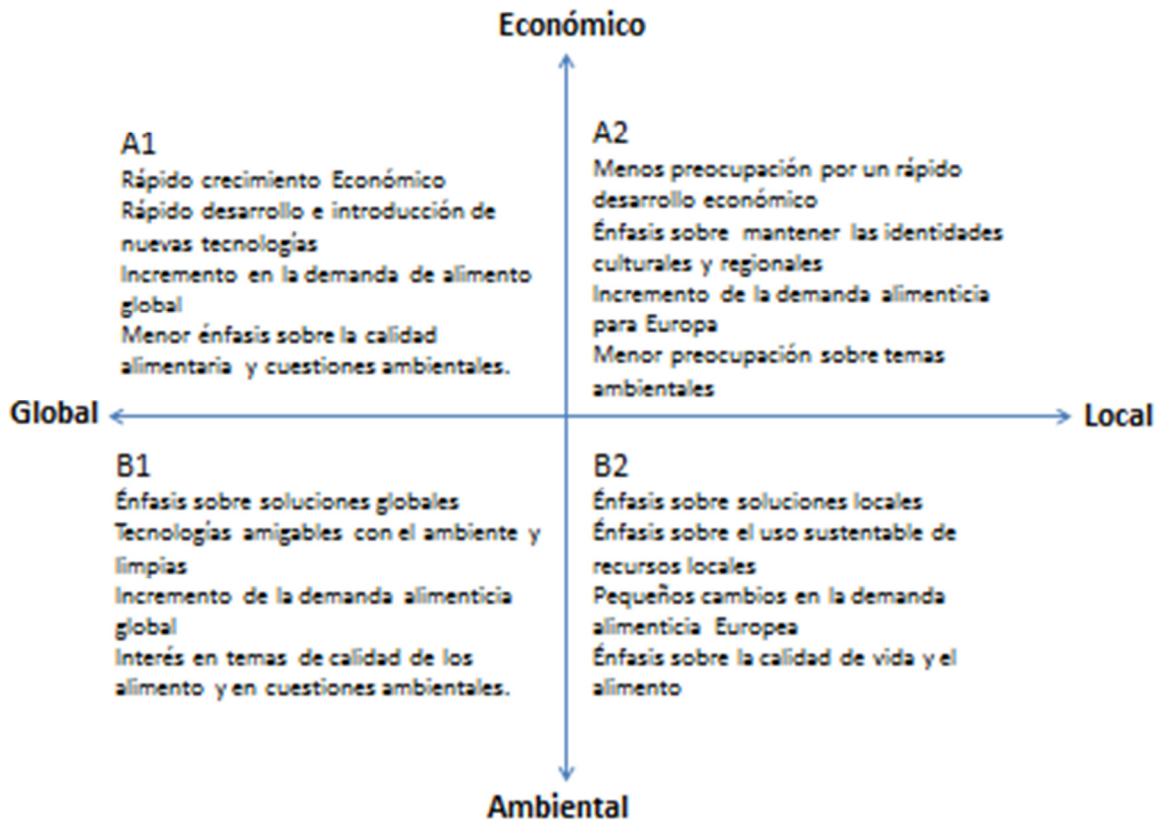 Económico
A1
Rápido crecimiento Económico
Rápido desarrollo e introducción de
nuevas tecnologías
Incremento en la demanda de alimento
global
Menor énfasis sobre la calidad
alimentaria y cuestiones ambientales.
A2
Menos preocupación por un rápido
desarrollo económico
Énfasis sobre mantener las identidades
culturales y regionales
Incremento de la demanda alimenticia
para Europa
Menor preocupación sobre temas
ambientales
Global
Local
B1
Énfasis sobre soluciones globales
Tecnologías amigables con el ambiente y
limpias
Incremento de la demanda alimenticia
global
Interés en temas de calidad de los
alimento y en cuestiones ambientales.
B2
Énfasis sobre soluciones locales
Énfasis sobre el uso sustentable de
recursos locales
Pequeños cambios en la demanda
alimenticia Europea
Énfasis sobre la calidad de vida y el
alimento
Ambiental